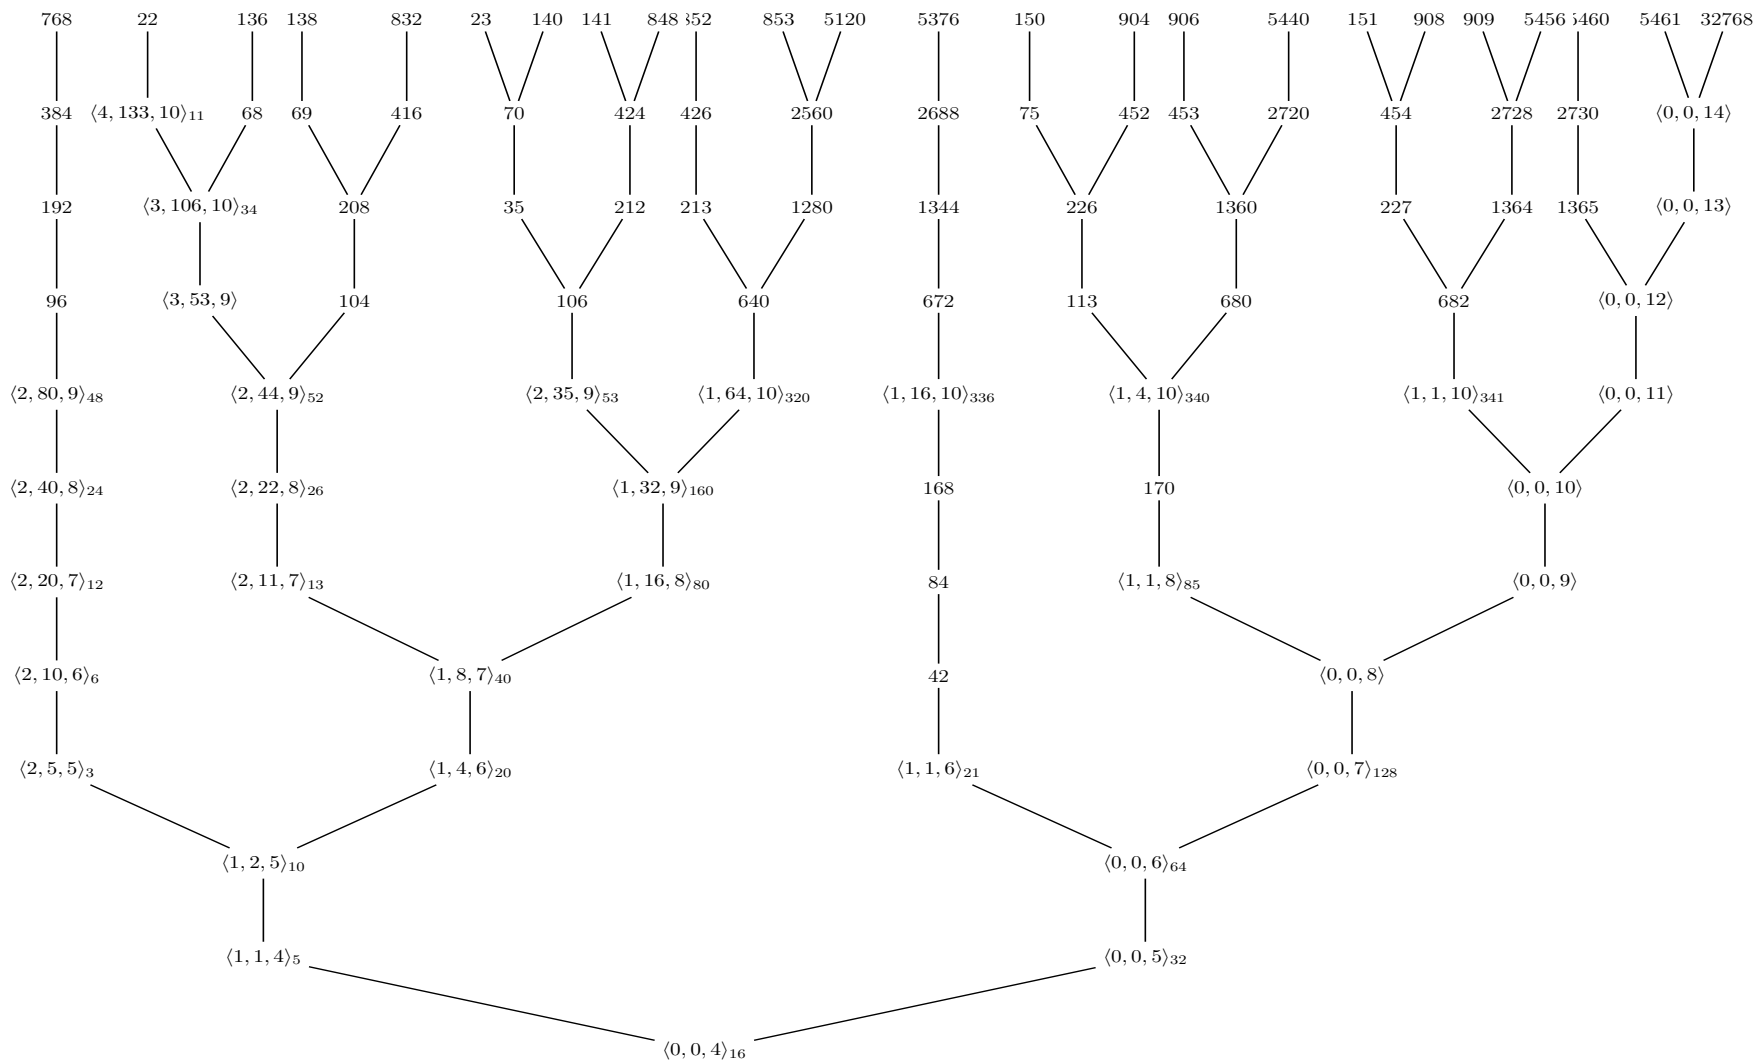 768 22 136 138 832 23 140 141 848 852 853 5120 5376 150 904 906 5440 151 908 909 5456 5460 5461 32768
384 ⟨4, 133, 10⟩₁₁ 68 69 416 70 424 426 2560 2688 75 452 453 2720 454 2728 2730 ⟨0, 0, 14⟩
192 ⟨3, 106, 10⟩₃₄ 208 35 212 213 1280 1344 226 1360 227 1364 1365 ⟨0, 0, 13⟩
96 ⟨3, 53, 9⟩ 104 106 640 672 113 680 682 ⟨0, 0, 12⟩
⟨2, 80, 9⟩₄₈ ⟨2, 44, 9⟩₅₂ ⟨2, 35, 9⟩₅₃ ⟨1, 64, 10⟩₃₂₀ ⟨1, 16, 10⟩₃₃₆ ⟨1, 4, 10⟩₃₄₀ ⟨1, 1, 10⟩₃₄₁ ⟨0, 0, 11⟩
⟨2, 40, 8⟩₂₄ ⟨2, 22, 8⟩₂₆ ⟨1, 32, 9⟩₁₆₀ 168 170 ⟨0, 0, 10⟩
⟨2, 20, 7⟩₁₂ ⟨2, 11, 7⟩₁₃ ⟨1, 16, 8⟩₈₀ 84 ⟨1, 1, 8⟩₈₅ ⟨0, 0, 9⟩
⟨2, 10, 6⟩₆ ⟨1, 8, 7⟩₄₀ 42 ⟨0, 0, 8⟩
⟨2, 5, 5⟩₃ ⟨1, 4, 6⟩₂₀ ⟨1, 1, 6⟩₂₁ ⟨0, 0, 7⟩₁₂₈
⟨1, 2, 5⟩₁₀ ⟨0, 0, 6⟩₆₄
⟨1, 1, 4⟩₅ ⟨0, 0, 5⟩₃₂
⟨0, 0, 4⟩₁₆